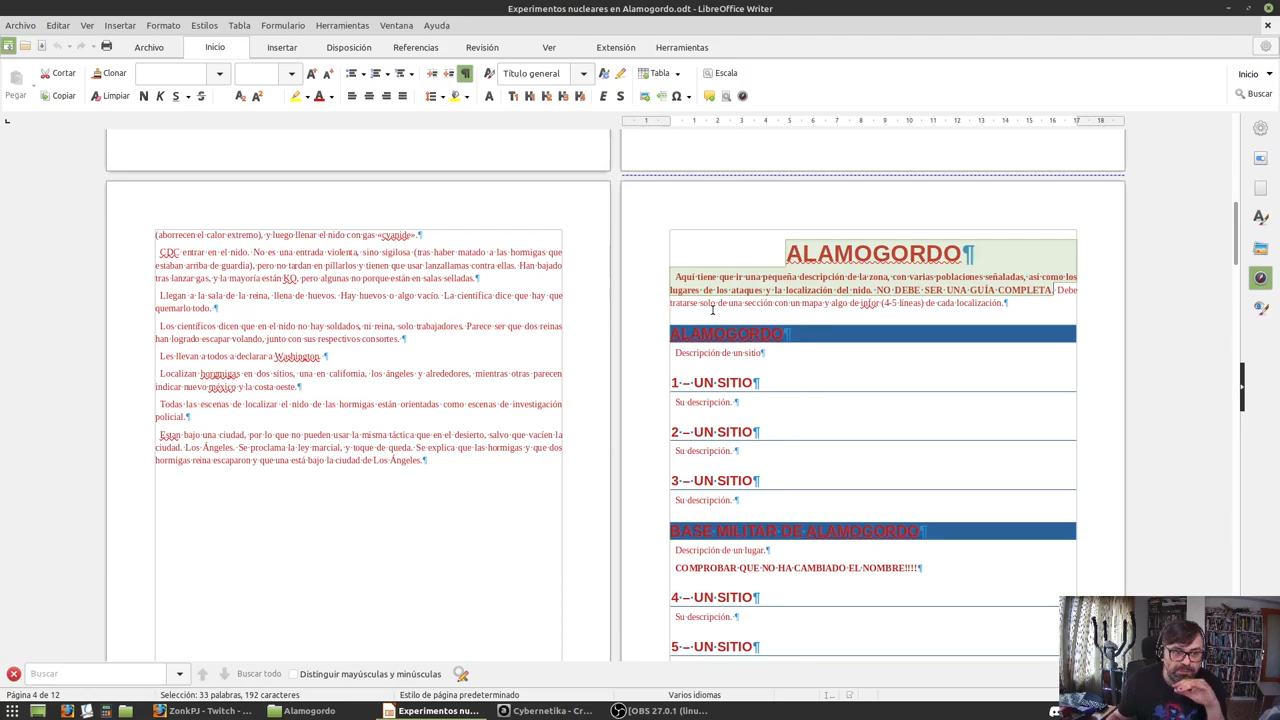 Experimentos nucleares en Alamogordo.odt - LibreOffice Writer
Archivo Editar Ver Insertar Formato Estilos Tabla Formulario Herramientas Ventana Ayuda
Archivo Inicio Insertar Disposición Referencias Revisión Ver Extensión Herramientas
Pegar Cortar Clonar Título general Tabla Escala Inicio
Copiar Limpiar Buscar
(aborrecen el calor extremo), y luego llenar el nido con gas «cyanide».¶
CDC entrar en el nido. No es una entrada violenta, sino sigilosa (tras haber matado a las hormigas que
estaban arriba de guardia), pero no tardan en pillarlos y tienen que usar lanzallamas contra ellas. Han bajado
tras lanzar gas, y la mayoría están KO, pero algunas no porque están en salas selladas.¶
Llegan a la sala de la reina, llena de huevos. Hay huevos o algo vacío. La científica dice que hay que
quemarlo todo.¶
Los científicos dicen que en el nido no hay soldados, ni reina, solo trabajadores. Parece ser que dos reinas
han logrado escapar volando, junto con sus respectivos consortes.¶
Les llevan a todos a declarar a Washington. ¶
Localizan horgmigas en dos sitios, una en california, los ángeles y alrededores, mientras otras parecen
indicar nuevo méxico y la costa oeste.¶
Todas las escenas de localizar el nido de las hormigas están orientadas como escenas de investigación
policial.¶
Estan bajo una ciudad, por lo que no pueden usar la misma táctica que en el desierto, salvo que vacíen la
ciudad. Los Ángeles. Se proclama la ley marcial, y toque de queda. Se explica que las hormigas y que dos
hormigas reina escaparon y que una está bajo la ciudad de Los Ángeles.¶
ALAMOGORDO¶
Aquí tiene que ir una pequeña descripción de la zona, con varias poblaciones señaladas, así como los
lugares de los ataques y la localización del nido. NO DEBE SER UNA GUÍA COMPLETA. Debe
tratarse solo de una sección con un mapa y algo de infor (4-5 líneas) de cada localización.¶
ALAMOGORDO¶
Descripción de un sitio¶
1 – UN SITIO¶
Su descripción. ¶
2 – UN SITIO¶
Su descripción. ¶
3 – UN SITIO¶
Su descripción. ¶
BASE MILITAR DE ALAMOGORDO¶
Descripción de un lugar.¶
COMPROBAR QUE NO HA CAMBIADO EL NOMBRE!!!!¶
4 – UN SITIO¶
Su descripción. ¶
5 – UN SITIO¶
Buscar Buscar todo Distinguir mayúsculas y minúsculas
Página 4 de 12 Selección: 33 palabras, 192 caracteres Estilo de página predeterminado Varios idiomas
ZonkPJ - Twitch - ... Alamogordo Experimentos nu... Cybernetika - Cr... [OBS 27.0.1 (linu...